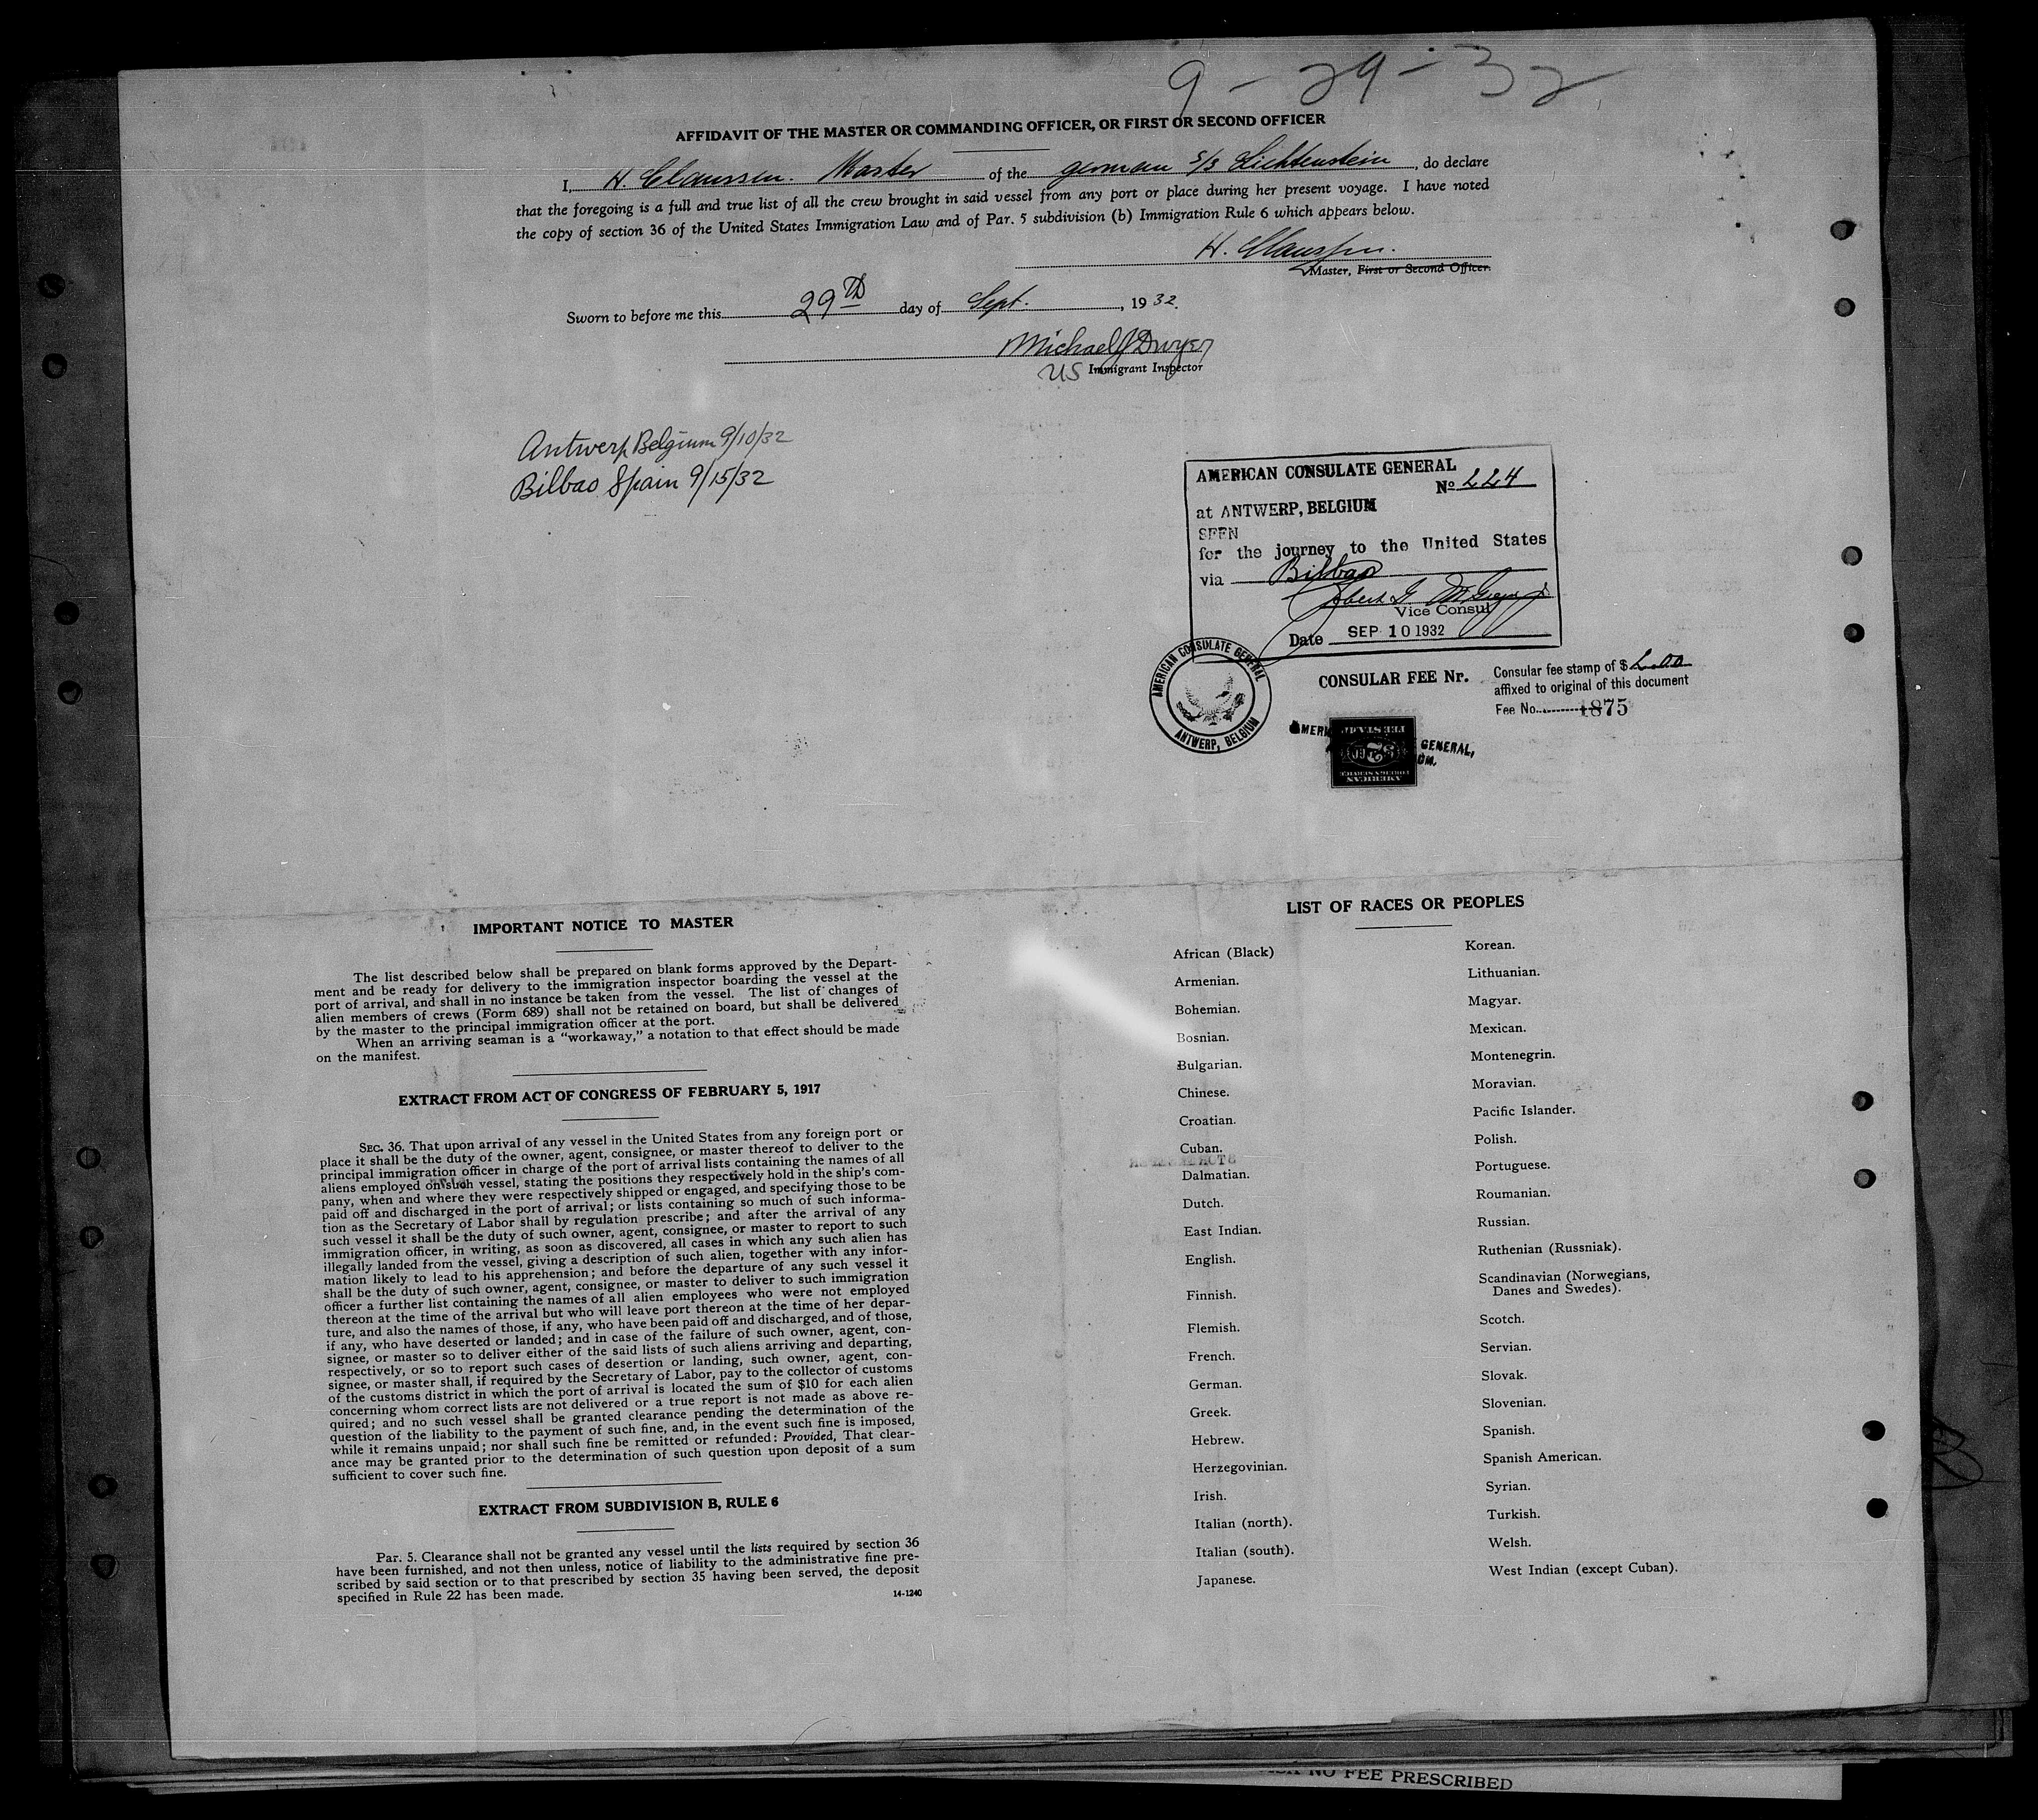 9-29-32
AFFIDAVIT OF THE MASTER OR COMMANDING OFFICER, OR FIRST OR SECOND OFFICER
I, H. Claussen. Master of the german S/S Lichtenstein, do declare
that the foregoing is a full and true list of all the crew brought in said vessel from any port or place during her present voyage. I have noted
the copy of section 36 of the United States Immigration Law and of Par. 5 subdivision (b) Immigration Rule 6 which appears below.
H. Claussen.
Master, First or Second Officer.
Sworn to before me this 29th day of Sept., 1932.
Michael J Dwyer
US Immigrant Inspector
Antwerp Belgium 9/10/32
Bilbao Spain 9/15/32
AMERICAN CONSULATE GENERAL
No 224
at ANTWERP, BELGIUM
SEEN
for the journey to the United States
via Bilbao
Vice Consul
Date SEP 10 1932
AMERICAN CONSULATE GENERAL
ANTWERP, BELGIUM
CONSULAR FEE Nr.
Consular fee stamp of $ 2.00
affixed to original of this document
Fee No. 1875
GENERAL,
AMERICAN
FOREIGN SERVICE
FEE STAMP
IMPORTANT NOTICE TO MASTER
The list described below shall be prepared on blank forms approved by the Depart-
ment and be ready for delivery to the immigration inspector boarding the vessel at the
port of arrival, and shall in no instance be taken from the vessel. The list of changes of
alien members of crews (Form 689) shall not be retained on board, but shall be delivered
by the master to the principal immigration officer at the port.
When an arriving seaman is a "workaway," a notation to that effect should be made
on the manifest.
EXTRACT FROM ACT OF CONGRESS OF FEBRUARY 5, 1917
SEC. 36. That upon arrival of any vessel in the United States from any foreign port or
place it shall be the duty of the owner, agent, consignee, or master thereof to deliver to the
principal immigration officer in charge of the port of arrival lists containing the names of all
aliens employed on such vessel, stating the positions they respectively hold in the ship's com-
pany, when and where they were respectively shipped or engaged, and specifying those to be
paid off and discharged in the port of arrival; or lists containing so much of such informa-
tion as the Secretary of Labor shall by regulation prescribe; and after the arrival of any
such vessel it shall be the duty of such owner, agent, consignee, or master to report to such
immigration officer, in writing, as soon as discovered, all cases in which any such alien has
illegally landed from the vessel, giving a description of such alien, together with any infor-
mation likely to lead to his apprehension; and before the departure of any such vessel it
shall be the duty of such owner, agent, consignee, or master to deliver to such immigration
officer a further list containing the names of all alien employees who were not employed
thereon at the time of the arrival but who will leave port thereon at the time of her depar-
ture, and also the names of those, if any, who have been paid off and discharged, and of those,
if any, who have deserted or landed; and in case of the failure of such owner, agent, con-
signee, or master so to deliver either of the said lists of such aliens arriving and departing,
respectively, or so to report such cases of desertion or landing, such owner, agent, con-
signee, or master shall, if required by the Secretary of Labor, pay to the collector of customs
of the customs district in which the port of arrival is located the sum of $10 for each alien
concerning whom correct lists are not delivered or a true report is not made as above re-
quired; and no such vessel shall be granted clearance pending the determination of the
question of the liability to the payment of such fine, and, in the event such fine is imposed,
while it remains unpaid; nor shall such fine be remitted or refunded: Provided, That clear-
ance may be granted prior to the determination of such question upon deposit of a sum
sufficient to cover such fine.
EXTRACT FROM SUBDIVISION B, RULE 6
Par. 5. Clearance shall not be granted any vessel until the lists required by section 36
have been furnished, and not then unless, notice of liability to the administrative fine pre-
scribed by said section or to that prescribed by section 35 having been served, the deposit
specified in Rule 22 has been made.
14-1240
LIST OF RACES OR PEOPLES
African (Black)
Armenian.
Bohemian.
Bosnian.
Bulgarian.
Chinese.
Croatian.
Cuban.
Dalmatian.
Dutch.
East Indian.
English.
Finnish.
Flemish.
French.
German.
Greek.
Hebrew.
Herzegovinian.
Irish.
Italian (north).
Italian (south).
Japanese.
Korean.
Lithuanian.
Magyar.
Mexican.
Montenegrin.
Moravian.
Pacific Islander.
Polish.
Portuguese.
Roumanian.
Russian.
Ruthenian (Russniak).
Scandinavian (Norwegians,
Danes and Swedes).
Scotch.
Servian.
Slovak.
Slovenian.
Spanish.
Spanish American.
Syrian.
Turkish.
Welsh.
West Indian (except Cuban).
NO FEE PRESCRIBED